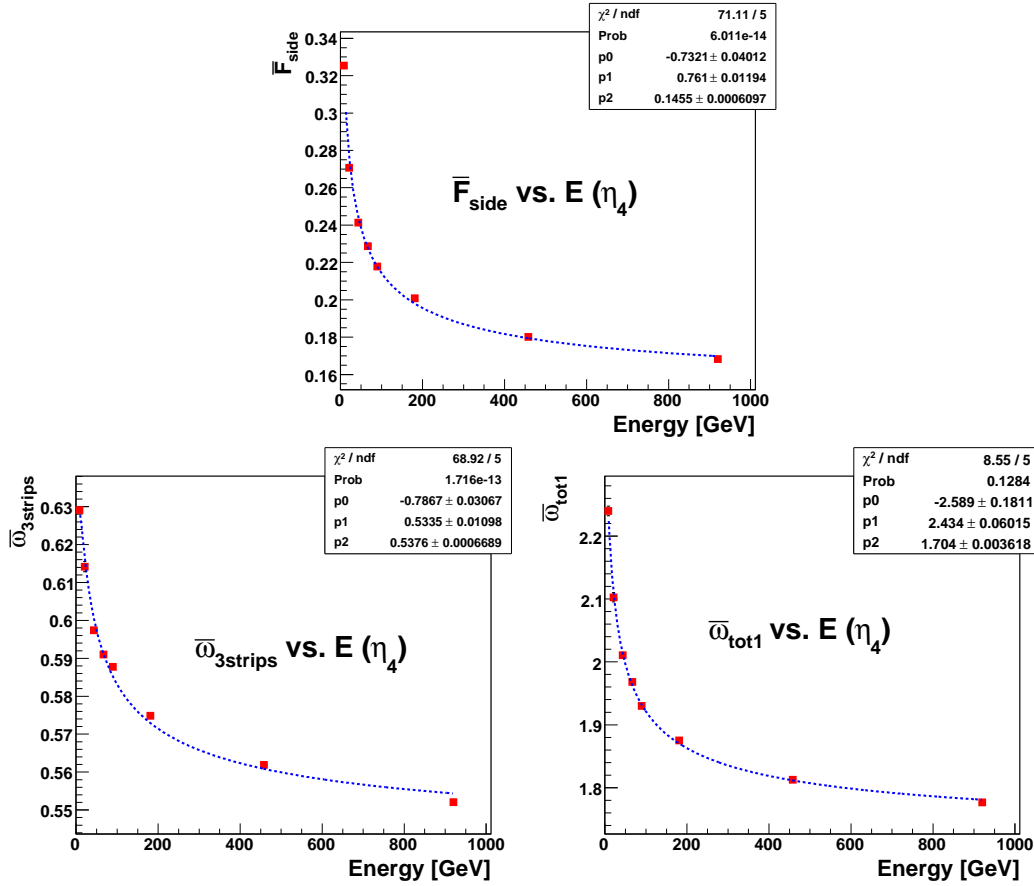 χ² / ndf 71.11 / 5
Prob 6.011e-14
p0 -0.7321 ± 0.04012
p1 0.761 ± 0.01194
p2 0.1455 ± 0.0006097
F̅side
0.34
0.32
0.3
0.28
0.26
0.24
0.22
0.2
0.18
0.16
F̅side vs. E (η4)
0 200 400 600 800 1000
Energy [GeV]
χ² / ndf 68.92 / 5
Prob 1.716e-13
p0 -0.7867 ± 0.03067
p1 0.5335 ± 0.01098
p2 0.5376 ± 0.0006689
ω̅3strips
0.63
0.62
0.61
0.6
0.59
0.58
0.57
0.56
0.55
ω̅3strips vs. E (η4)
0 200 400 600 800 1000
Energy [GeV]
χ² / ndf 8.55 / 5
Prob 0.1284
p0 -2.589 ± 0.1811
p1 2.434 ± 0.06015
p2 1.704 ± 0.003618
ω̅tot1
2.2
2.1
2
1.9
1.8
ω̅tot1 vs. E (η4)
0 200 400 600 800 1000
Energy [GeV]